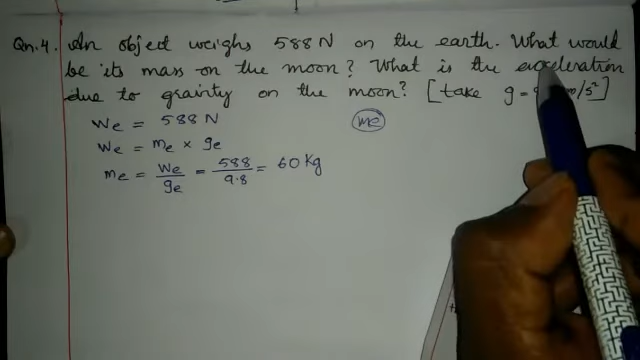 Qn.4. An object weighs 588 N on the earth. What would
be its mass on the moon? What is the acceleration
due to gravity on the moon? [take g = m/s²]
We = 588 N
me
We = me × ge
me = We/ge = 588/9.8 = 60 Kg